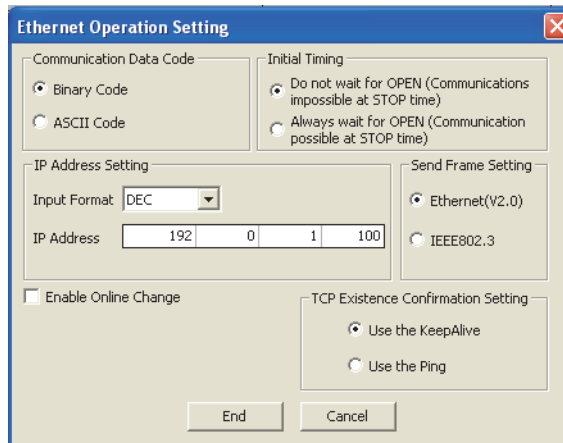 Ethernet Operation Setting
Communication Data Code
Binary Code
ASCII Code
Initial Timing
Do not wait for OPEN (Communications
impossible at STOP time)
Always wait for OPEN (Communication
possible at STOP time)
IP Address Setting
Input Format DEC
IP Address 192 0 1 100
Send Frame Setting
Ethernet(V2.0)
IEEE802.3
Enable Online Change
TCP Existence Confirmation Setting
Use the KeepAlive
Use the Ping
End Cancel